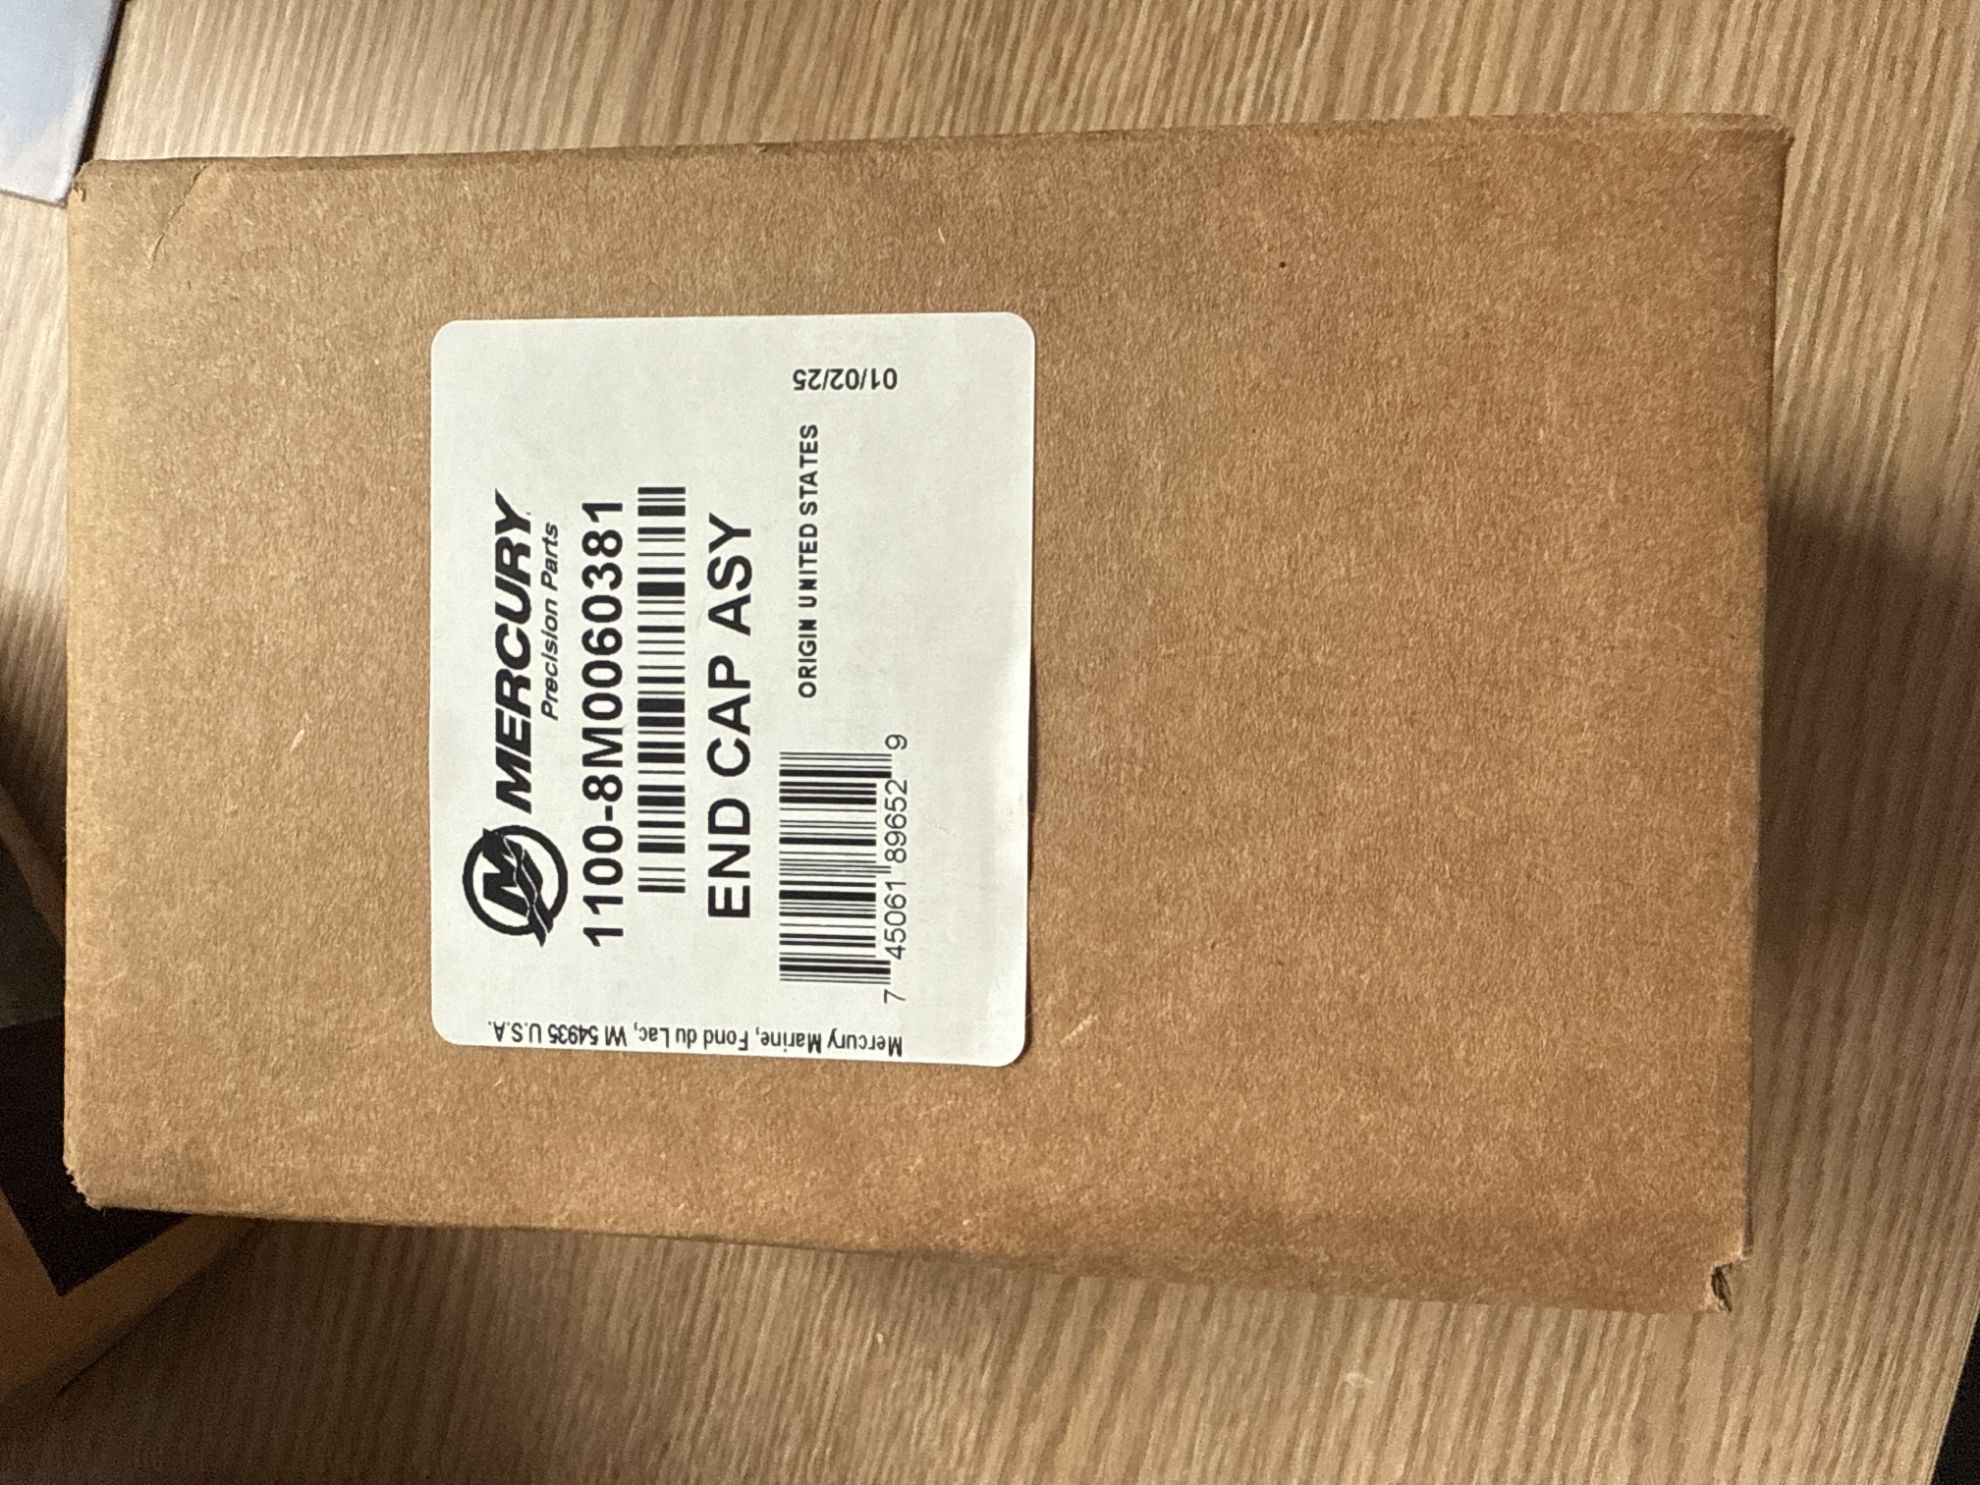 MERCURY
Precision Parts
1100-8M0060381
END CAP ASY
7 45061 89652 9
ORIGIN UNITED STATES
01/02/25
Mercury Marine, Fond du Lac, WI 54935 U.S.A.